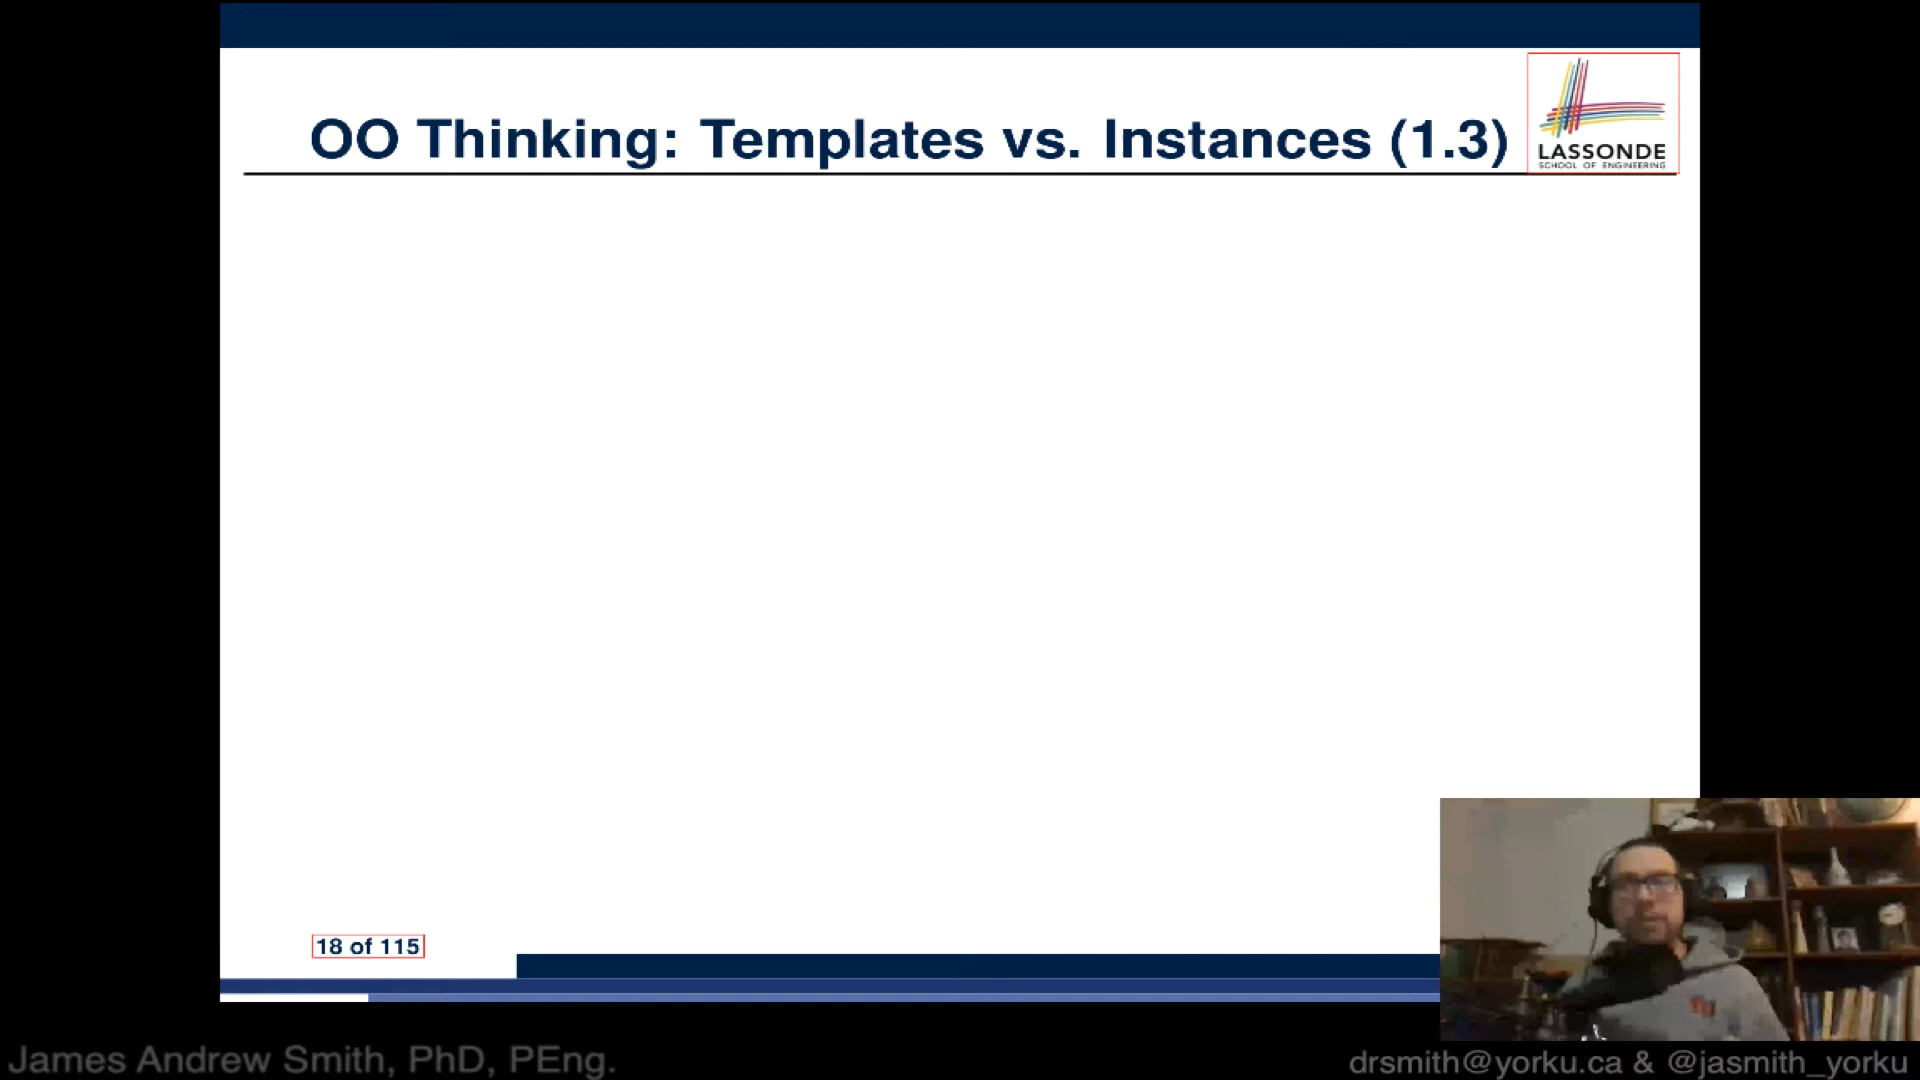 OO Thinking: Templates vs. Instances (1.3)
LASSONDE
SCHOOL OF ENGINEERING
18 of 115
James Andrew Smith, PhD, PEng.
drsmith@yorku.ca & @jasmith_yorku